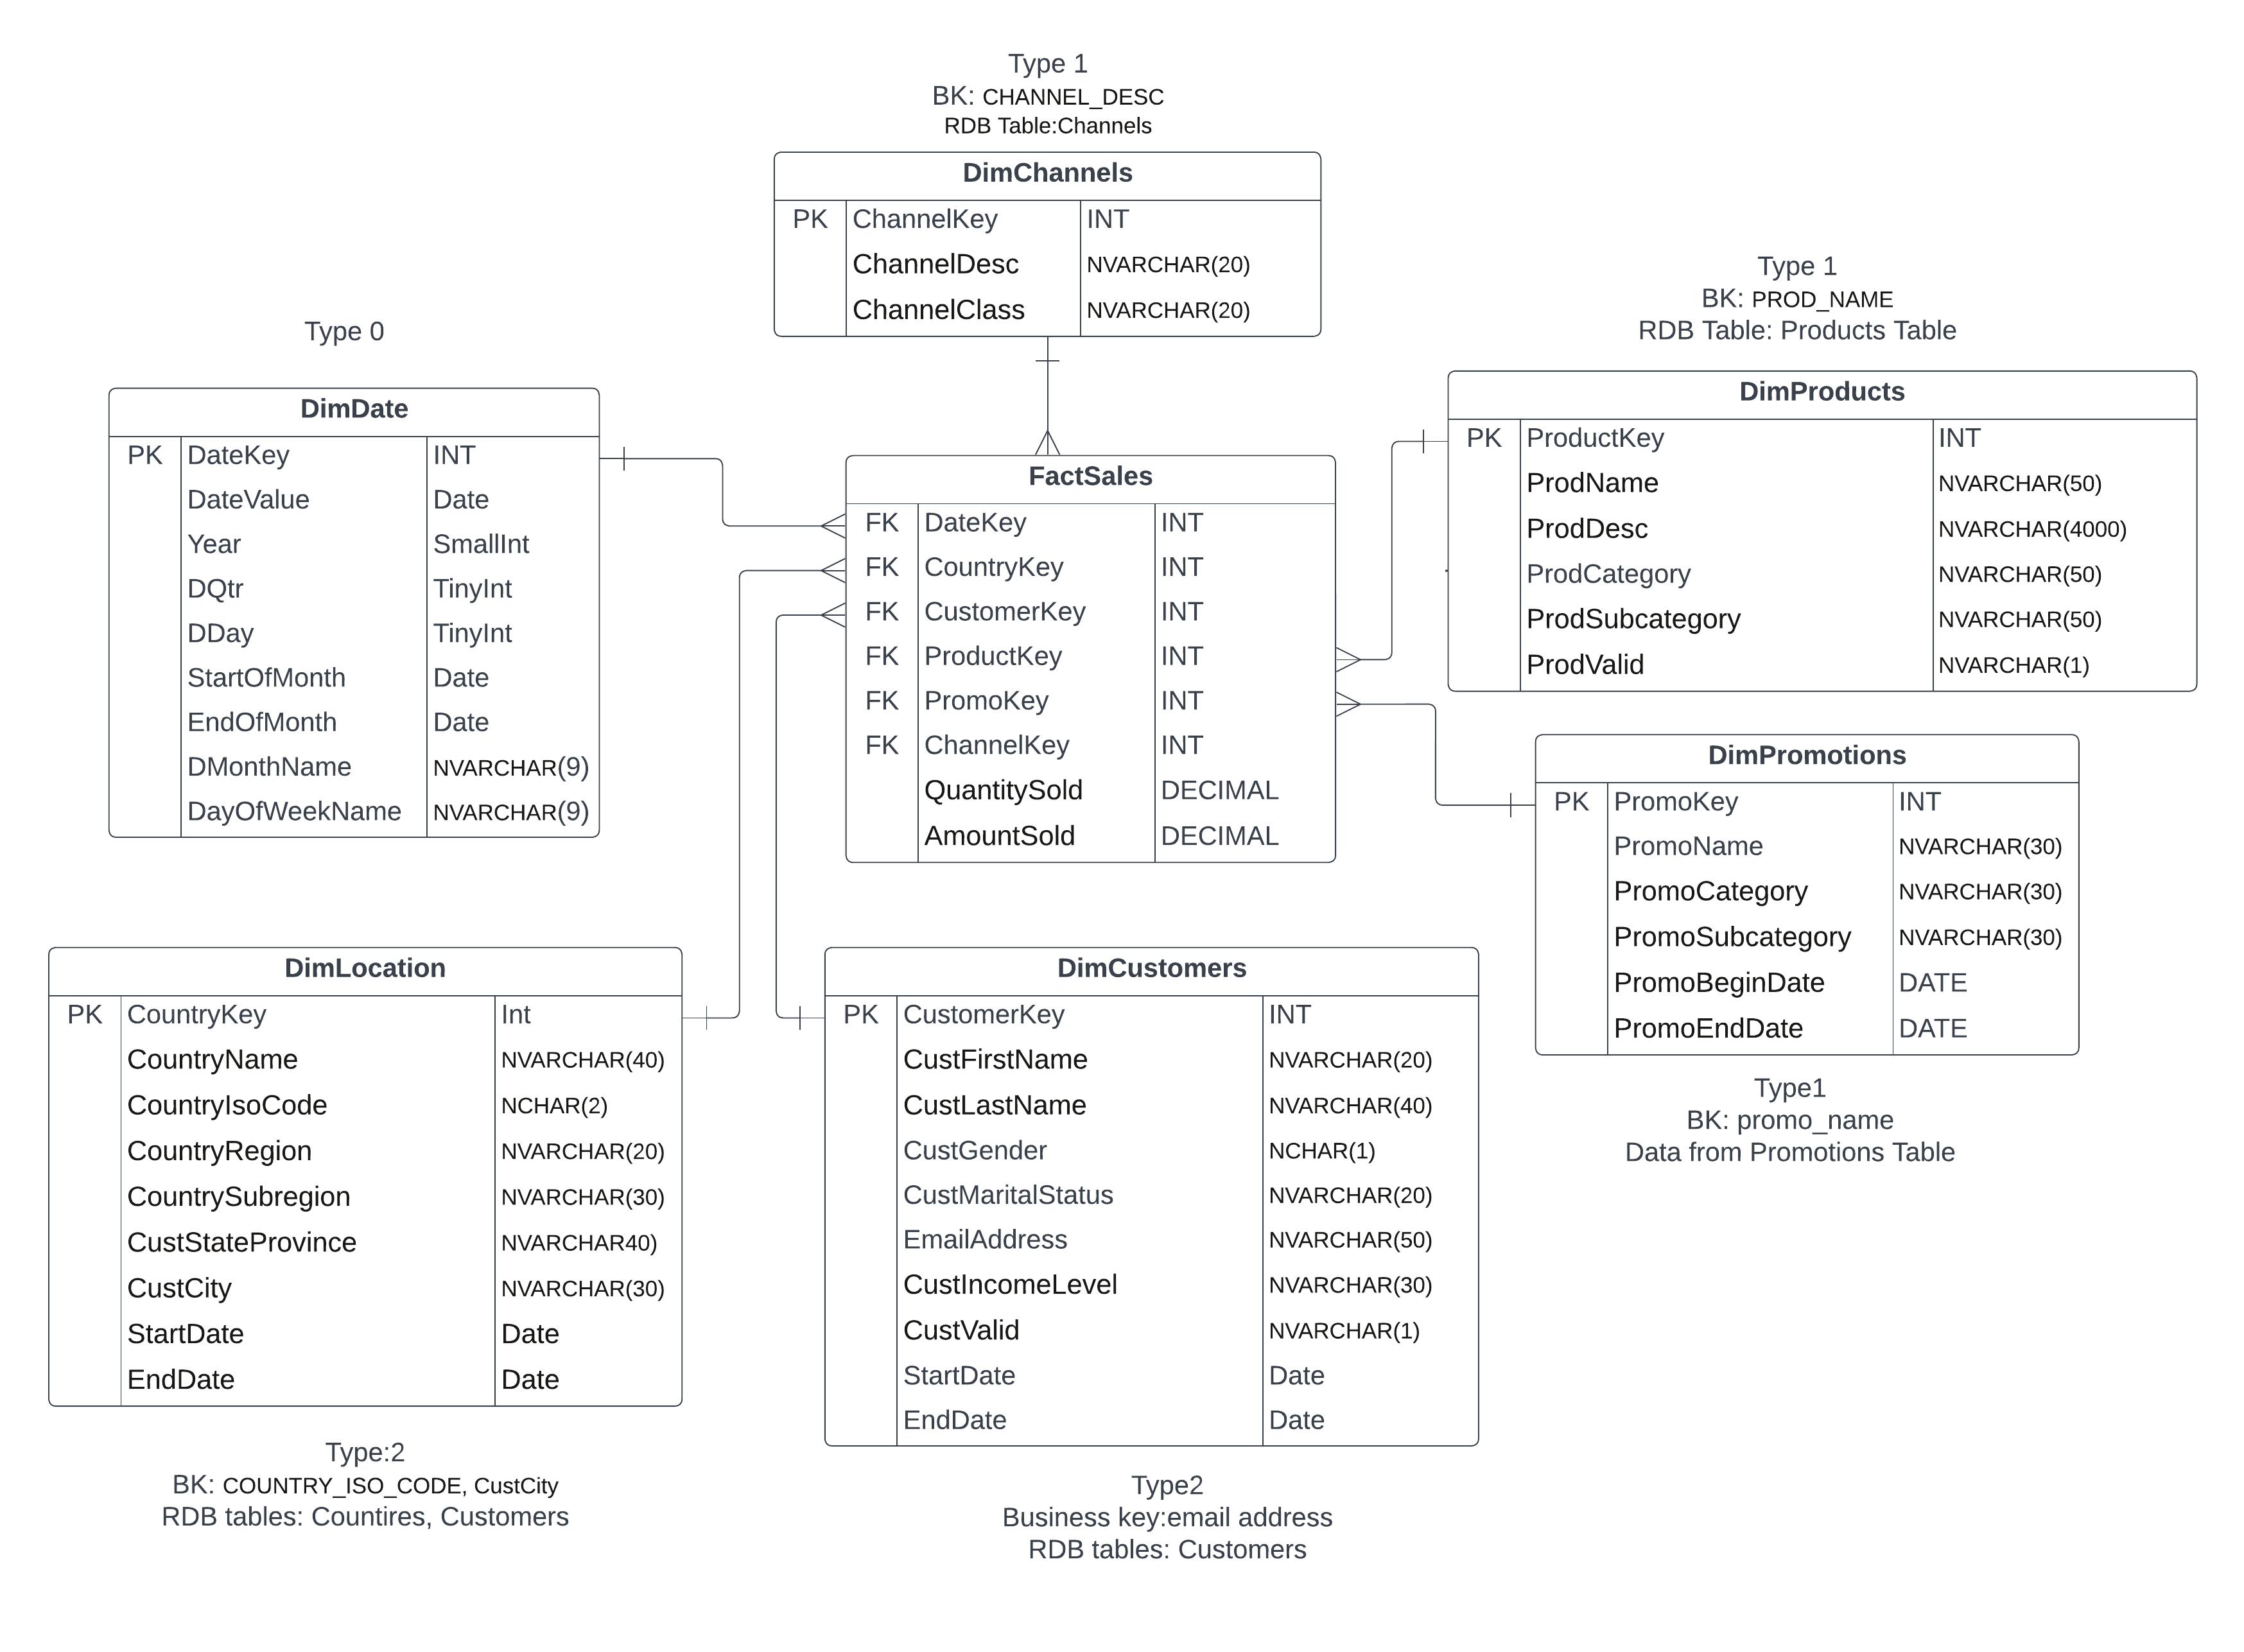 Type 1
BK: CHANNEL_DESC
RDB Table:Channels
DimChannels
PK ChannelKey INT
ChannelDesc NVARCHAR(20)
ChannelClass NVARCHAR(20)
Type 0
DimDate
PK DateKey INT
DateValue Date
Year SmallInt
DQtr TinyInt
DDay TinyInt
StartOfMonth Date
EndOfMonth Date
DMonthName NVARCHAR(9)
DayOfWeekName NVARCHAR(9)
FactSales
FK DateKey INT
FK CountryKey INT
FK CustomerKey INT
FK ProductKey INT
FK PromoKey INT
FK ChannelKey INT
QuantitySold DECIMAL
AmountSold DECIMAL
Type 1
BK: PROD_NAME
RDB Table: Products Table
DimProducts
PK ProductKey INT
ProdName NVARCHAR(50)
ProdDesc NVARCHAR(4000)
ProdCategory NVARCHAR(50)
ProdSubcategory NVARCHAR(50)
ProdValid NVARCHAR(1)
DimPromotions
PK PromoKey INT
PromoName NVARCHAR(30)
PromoCategory NVARCHAR(30)
PromoSubcategory NVARCHAR(30)
PromoBeginDate DATE
PromoEndDate DATE
Type1
BK: promo_name
Data from Promotions Table
DimLocation
PK CountryKey Int
CountryName NVARCHAR(40)
CountryIsoCode NCHAR(2)
CountryRegion NVARCHAR(20)
CountrySubregion NVARCHAR(30)
CustStateProvince NVARCHAR40)
CustCity NVARCHAR(30)
StartDate Date
EndDate Date
Type:2
BK: COUNTRY_ISO_CODE, CustCity
RDB tables: Countires, Customers
DimCustomers
PK CustomerKey INT
CustFirstName NVARCHAR(20)
CustLastName NVARCHAR(40)
CustGender NCHAR(1)
CustMaritalStatus NVARCHAR(20)
EmailAddress NVARCHAR(50)
CustIncomeLevel NVARCHAR(30)
CustValid NVARCHAR(1)
StartDate Date
EndDate Date
Type2
Business key:email address
RDB tables: Customers